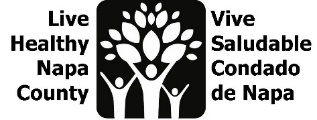 Live
Healthy
Napa
County
Vive
Saludable
Condado
de Napa